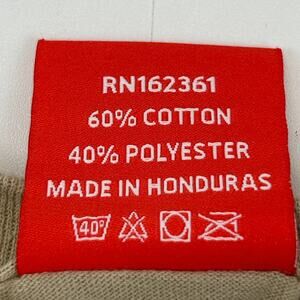 RN162361
60% COTTON
40% POLYESTER
MADE IN HONDURAS
40°